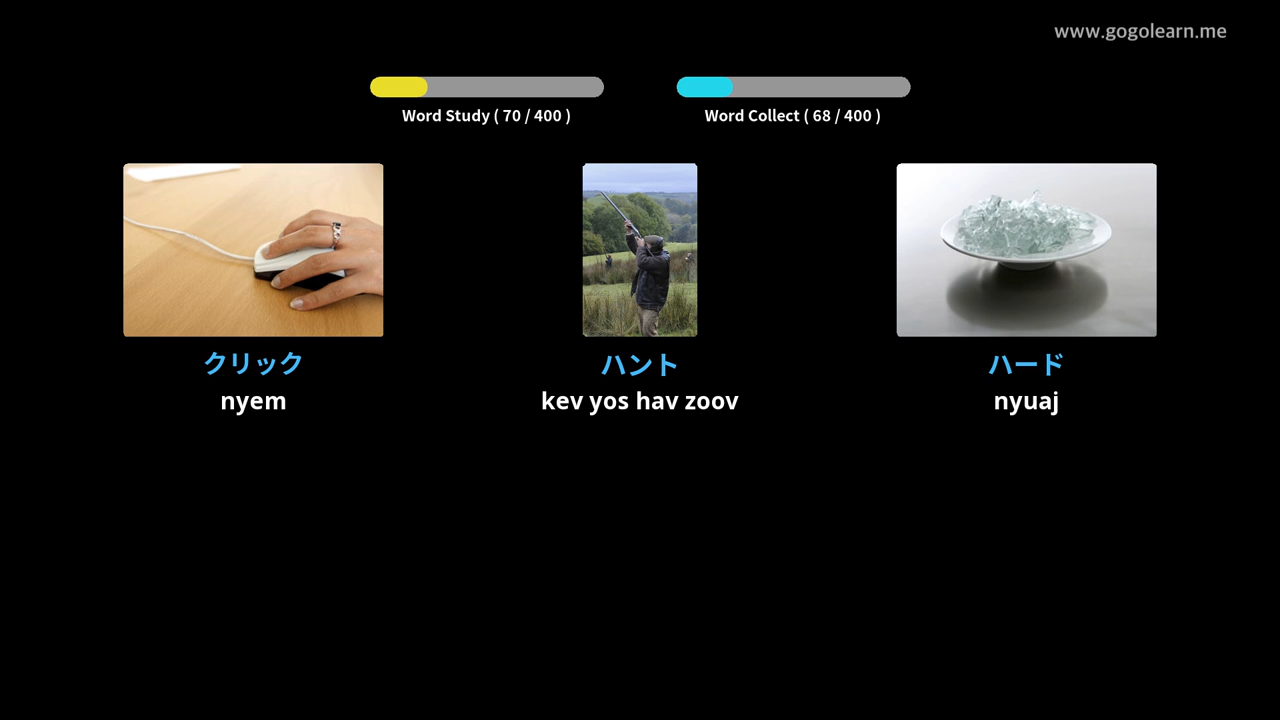 www.gogolearn.me
Word Study ( 70 / 400 )
Word Collect ( 68 / 400 )
クリック
nyem
ハント
kev yos hav zoov
ハード
nyuaj